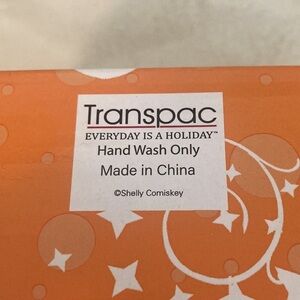 Transpac
EVERYDAY IS A HOLIDAY™
Hand Wash Only
Made in China
©Shelly Comiskey